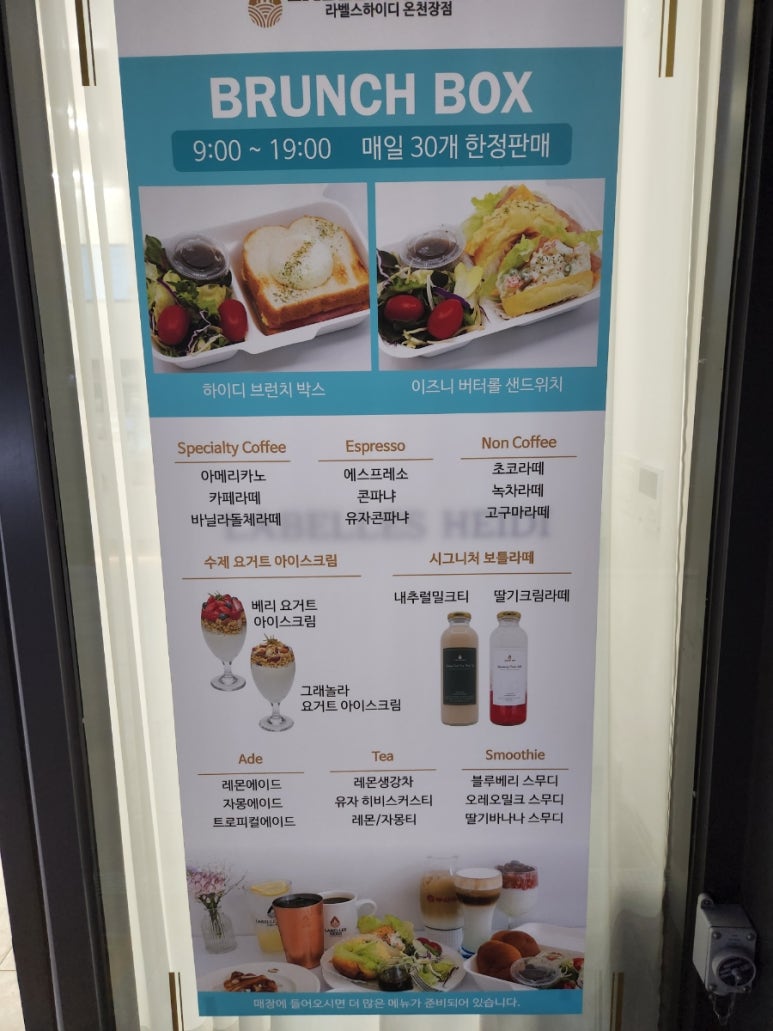 라벨스하이디 온천장점
BRUNCH BOX
9:00 ~ 19:00 매일 30개 한정판매
하이디 브런치 박스
이즈니 버터롤 샌드위치
Specialty Coffee
아메리카노
카페라떼
바닐라돌체라떼
Espresso
에스프레소
콘파냐
유자콘파냐
Non Coffee
초코라떼
녹차라떼
고구마라떼
LABELLES HEIDI
수제 요거트 아이스크림
베리 요거트
아이스크림
그래놀라
요거트 아이스크림
시그니처 보틀라떼
내추럴밀크티
딸기크림라떼
Ade
레몬에이드
자몽에이드
트로피컬에이드
Tea
레몬생강차
유자 히비스커스티
레몬/자몽티
Smoothie
블루베리 스무디
오레오밀크 스무디
딸기바나나 스무디
LABELLES
HEIDI
매장에 들어오시면 더 많은 메뉴가 준비되어 있습니다.